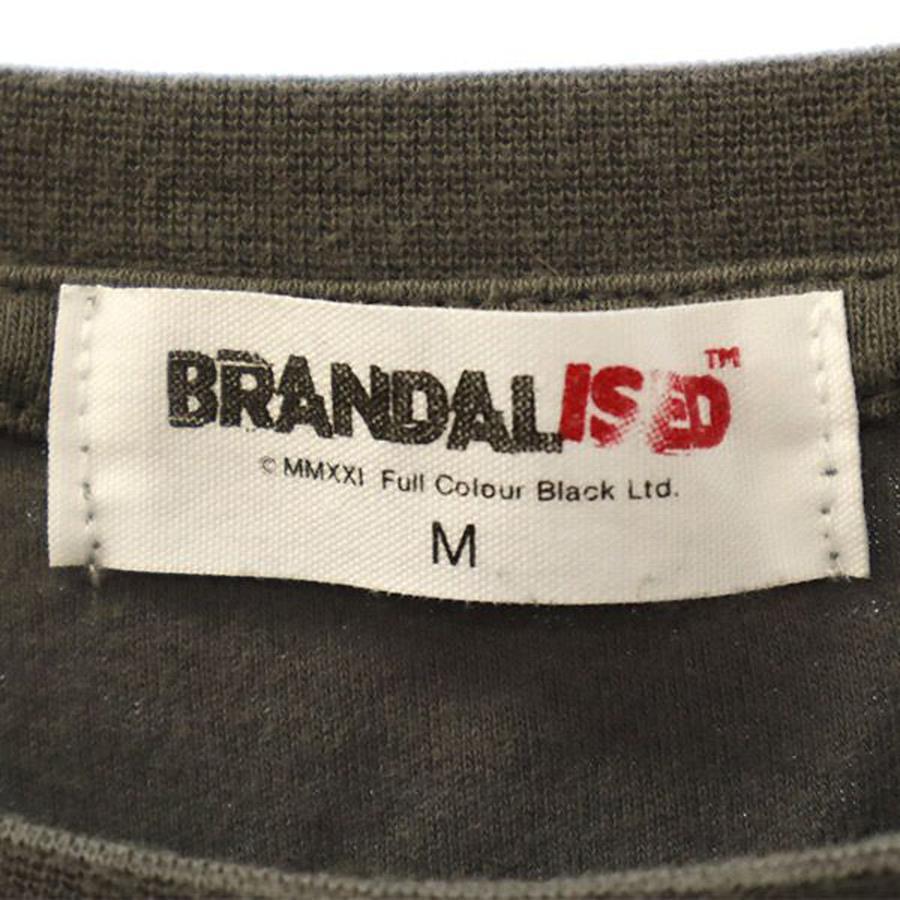 BRANDALISED™
© MMXXI Full Colour Black Ltd.
M